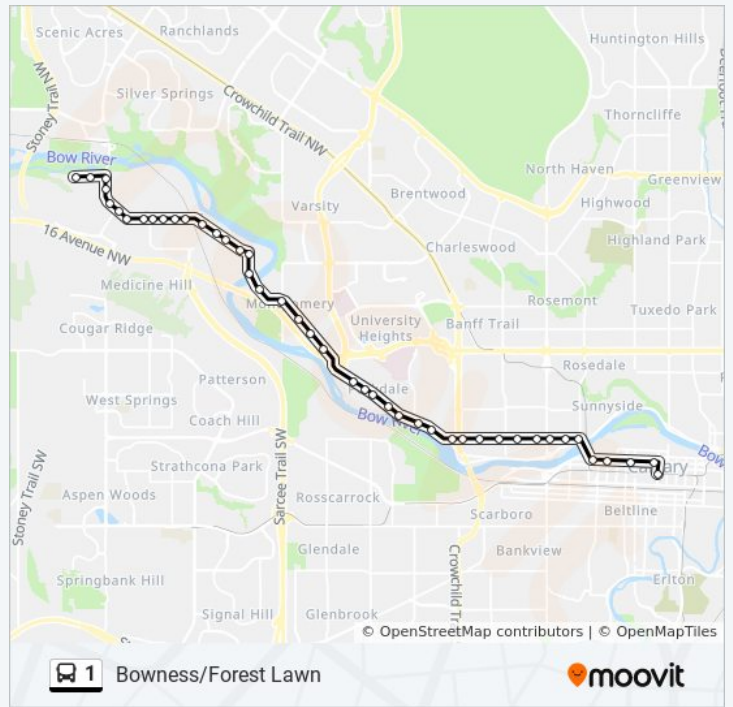 Scenic Acres
Ranchlands
Huntington Hills
Stoney Trail NW
Silver Springs
Crowchild Trail NW
Thorncliffe
Bow River
North Haven
Greenview
Varsity
Brentwood
Highwood
16 Avenue NW
Charleswood
Highland Park
Medicine Hill
Rosemont
Tuxedo Park
Cougar Ridge
University
Heights
Banff Trail
Rosedale
Patterson
West Springs
Sunnyside
Coach Hill
Bow River
Strathcona Park
Bow
Stoney Trail SW
Aspen Woods
Sarcee Trail SW
Rosscarrock
Scarboro
Beltline
Glendale
Bankview
Springbank Hill
Erlton
Signal Hill
Glenbrook
© OpenStreetMap contributors | © OpenMapTiles
1 Bowness/Forest Lawn
moovit